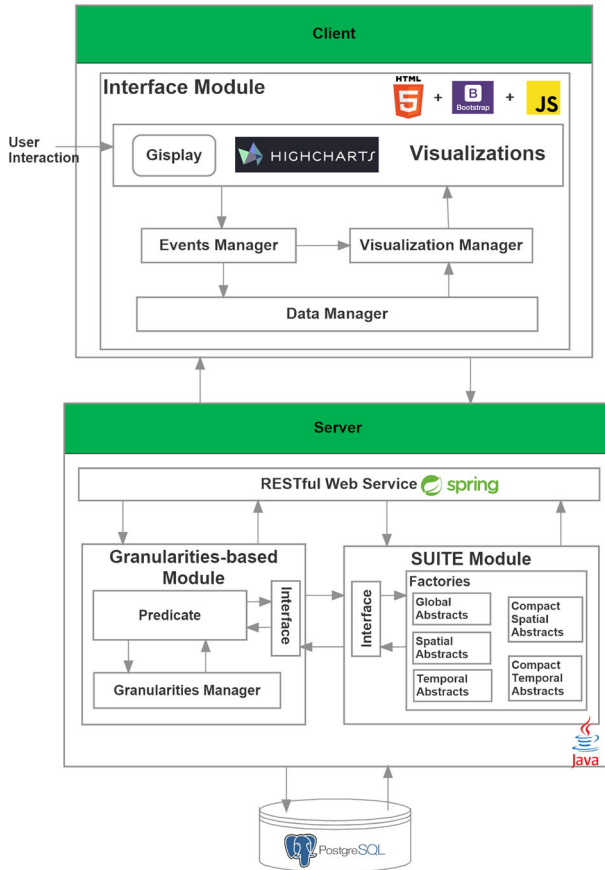 Client
Interface Module
HTML
5
+
B
Bootstrap
+
JS
User
Interaction
Gisplay
HIGHCHARTS
Visualizations
Events Manager
Visualization Manager
Data Manager
Server
RESTful Web Service
spring
Granularities-based
Module
Predicate
Interface
Granularities Manager
SUITE Module
Interface
Factories
Global
Abstracts
Spatial
Abstracts
Temporal
Abstracts
Compact
Spatial
Abstracts
Compact
Temporal
Abstracts
Java
PostgreSQL